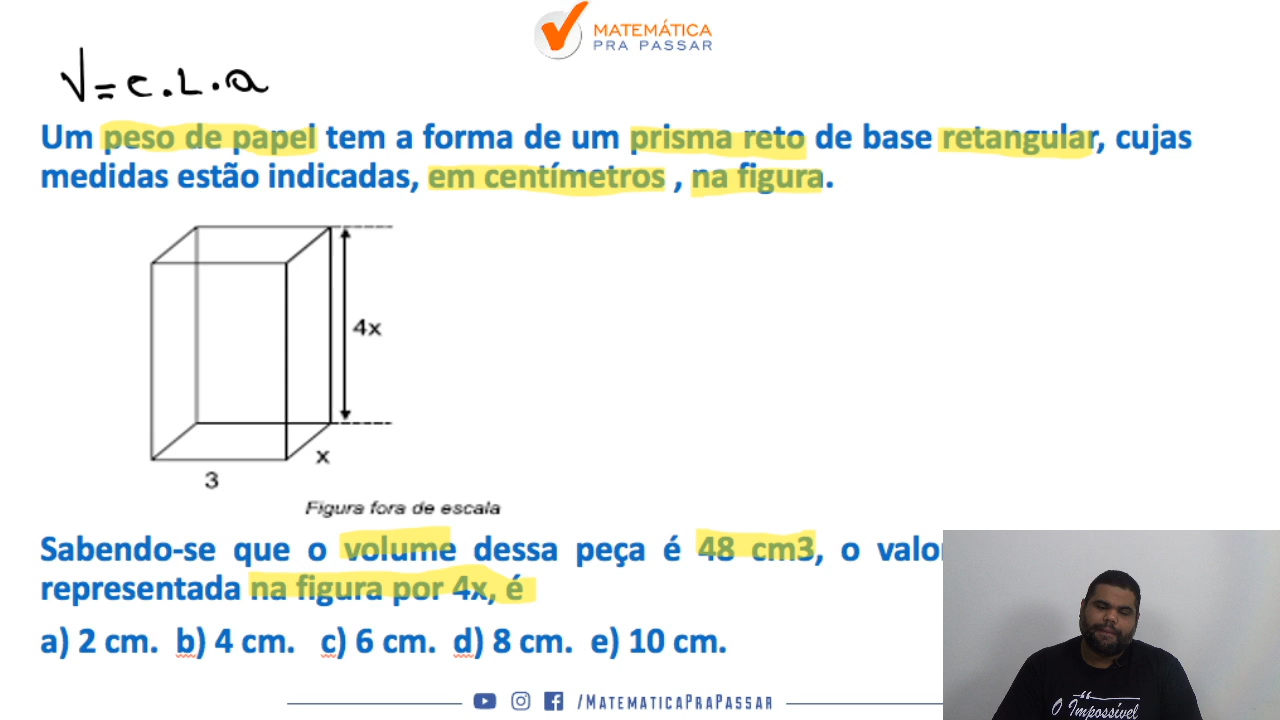 MATEMÁTICA
PRA PASSAR
V = C . L . a
Um peso de papel tem a forma de um prisma reto de base retangular, cujas
medidas estão indicadas, em centímetros , na figura.
4x
x
3
Figura fora de escala
Sabendo-se que o volume dessa peça é 48 cm3, o
representada na figura por 4x, é
a) 2 cm. b) 4 cm. c) 6 cm. d) 8 cm. e) 10 cm.
/MATEMATICAPRAPASSAR
O Impossível